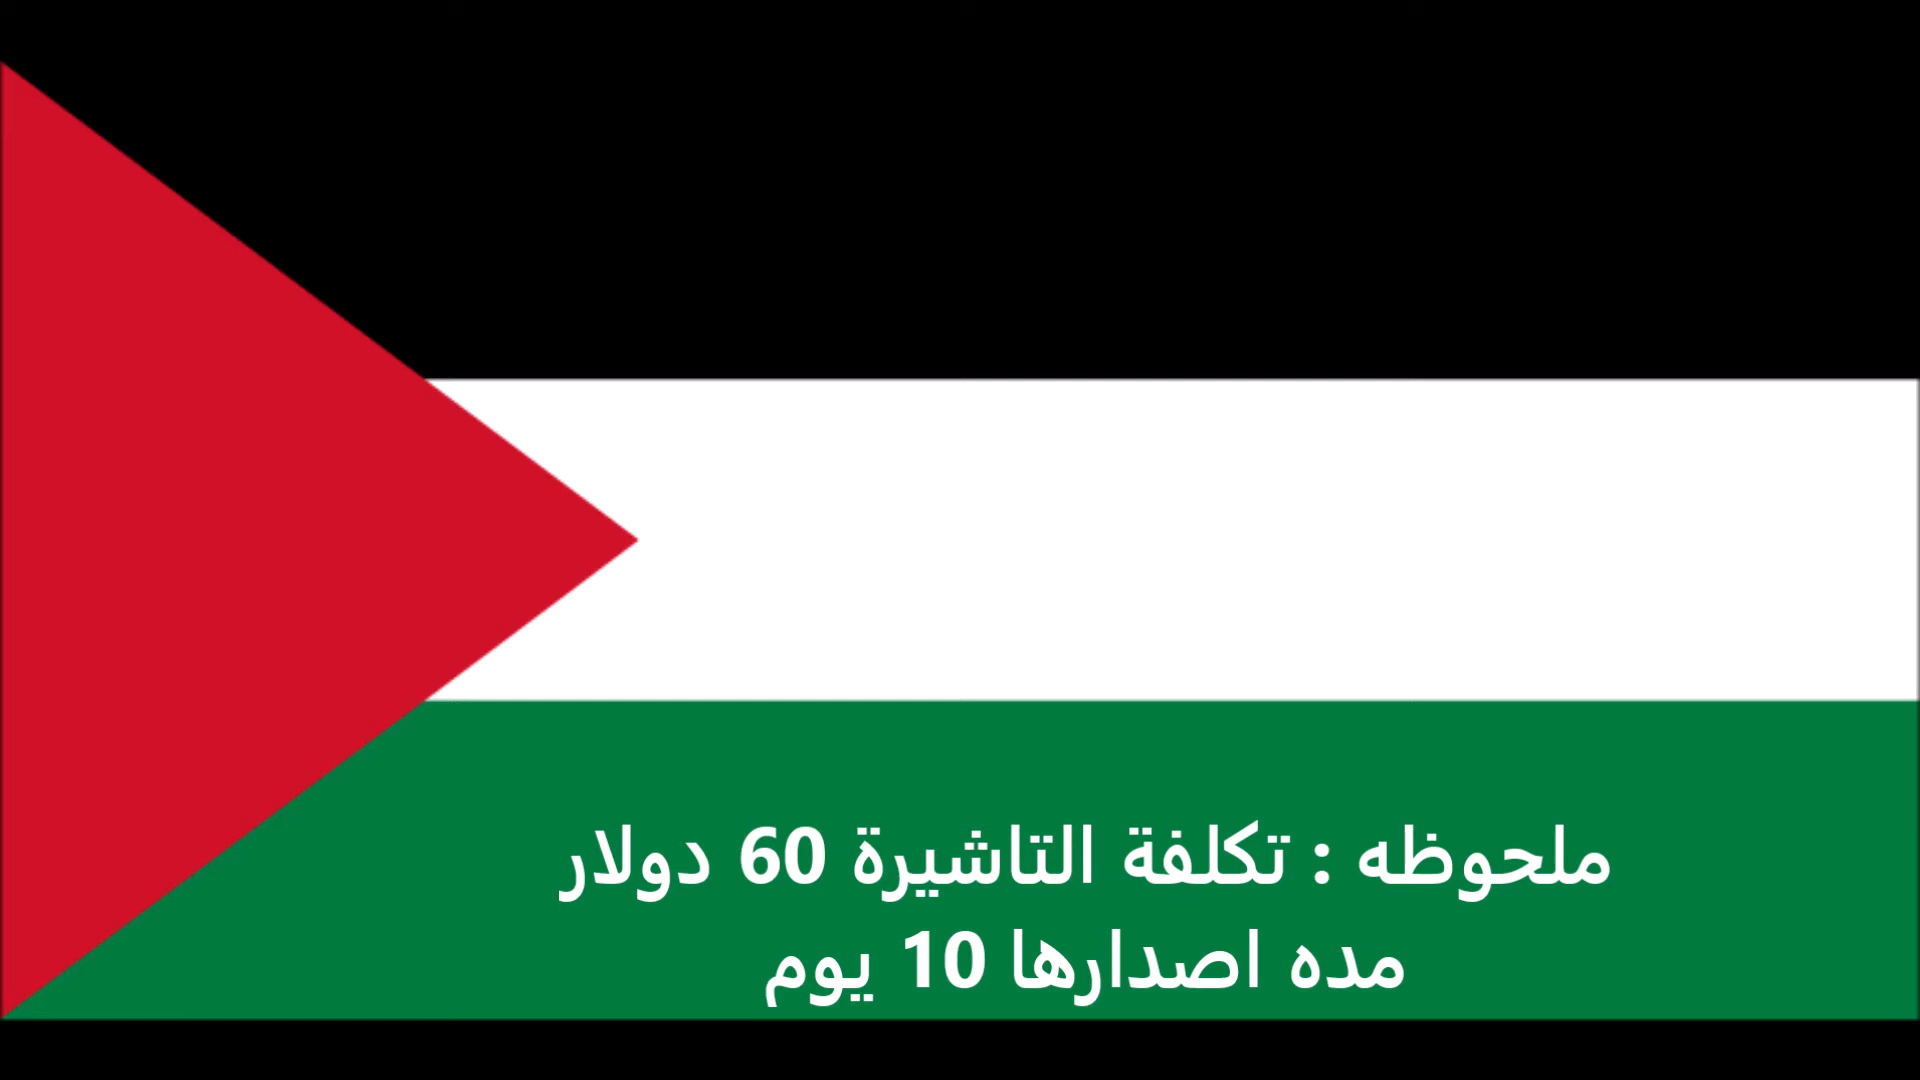 ملحوظه : تكلفة التاشيرة 60 دولار
مده اصدارها 10 يوم